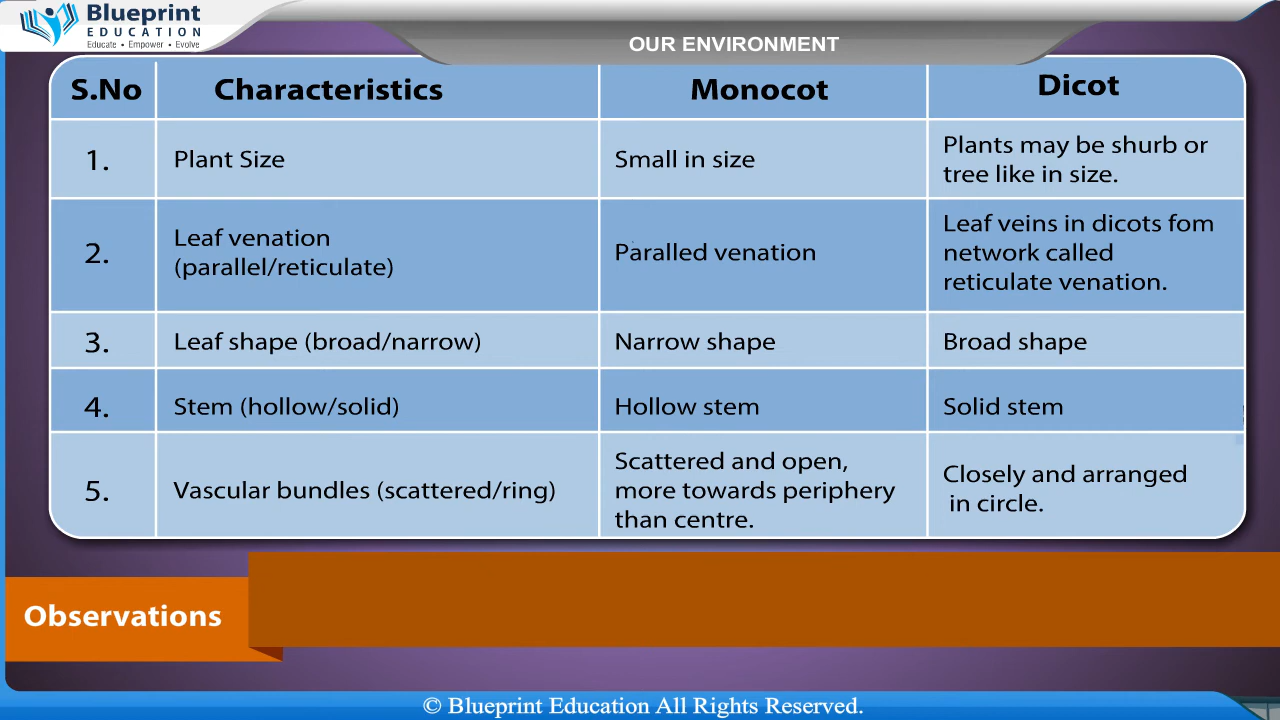 Blueprint
EDUCATION
Educate • Empower • Evolve
OUR ENVIRONMENT
S.No
Characteristics
Monocot
Dicot
1.
Plant Size
Small in size
Plants may be shurb or
tree like in size.
2.
Leaf venation
(parallel/reticulate)
Paralled venation
Leaf veins in dicots fom
network called
reticulate venation.
3.
Leaf shape (broad/narrow)
Narrow shape
Broad shape
4.
Stem (hollow/solid)
Hollow stem
Solid stem
5.
Vascular bundles (scattered/ring)
Scattered and open,
more towards periphery
than centre.
Closely and arranged
in circle.
Observations
© Blueprint Education All Rights Reserved.